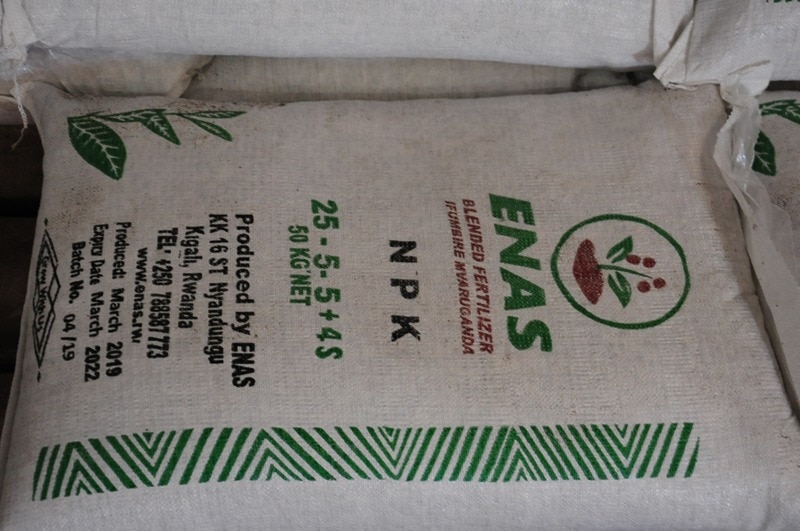 ENAS
BLENDED FERTILIZER
IFUMBIRE MVARUGANDA
N P K
25 - 5 - 5 + 4 S
50 KG NET
Produced by ENAS
KK 16 ST Nyandungu
Kigali, Rwanda
TEL: +250 788587773
www.enas.rw
Produced: March 2019
Expiry Date March 2022
Batch No. 04/19